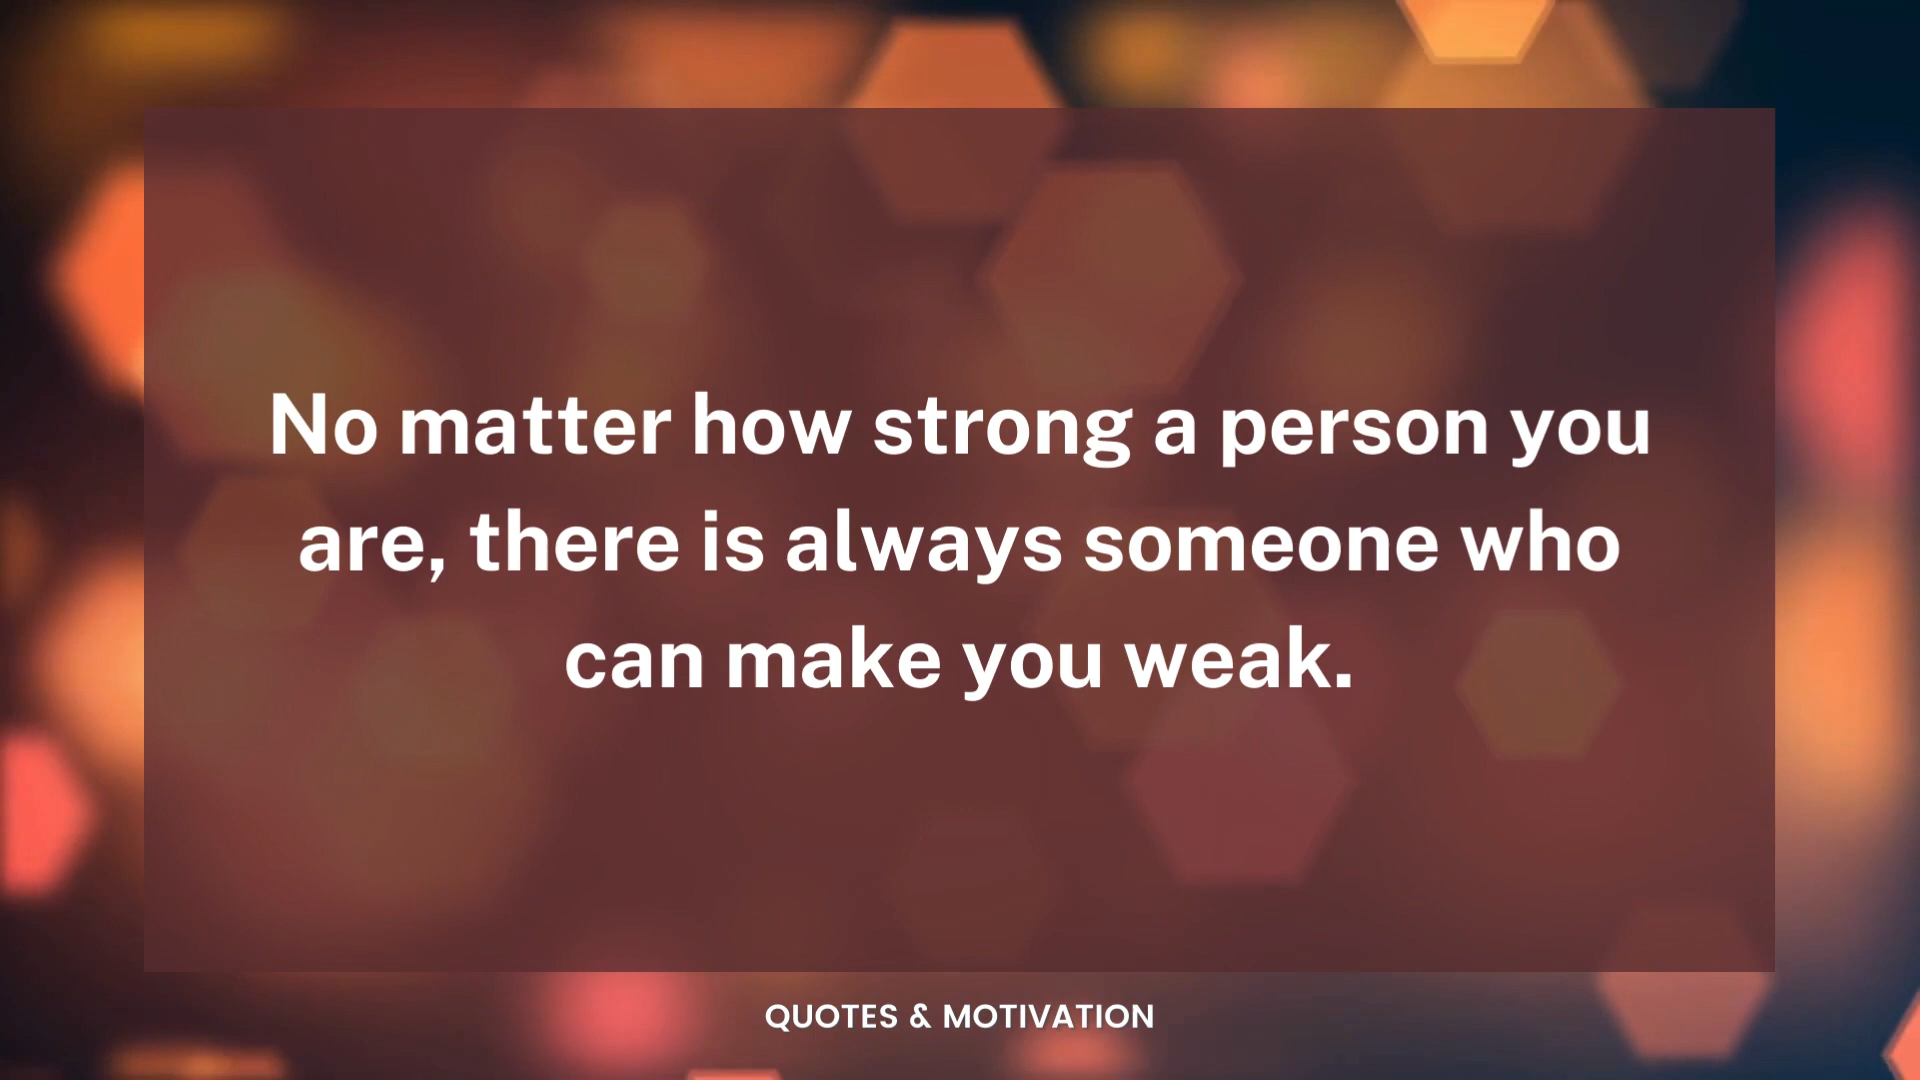 No matter how strong a person you
are, there is always someone who
can make you weak.
QUOTES & MOTIVATION